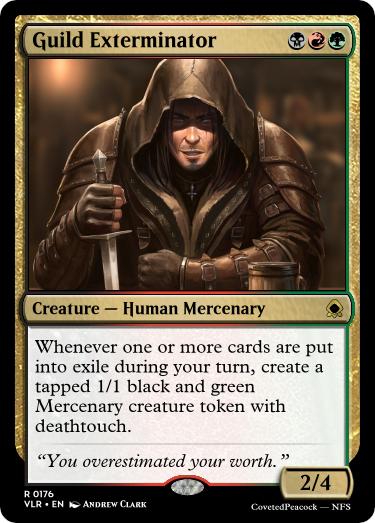 Guild Exterminator
Creature — Human Mercenary
Whenever one or more cards are put
into exile during your turn, create a
tapped 1/1 black and green
Mercenary creature token with
deathtouch.
“You overestimated your worth.”
2/4
R 0176
VLR • EN Andrew Clark
CovetedPeacock — NFS